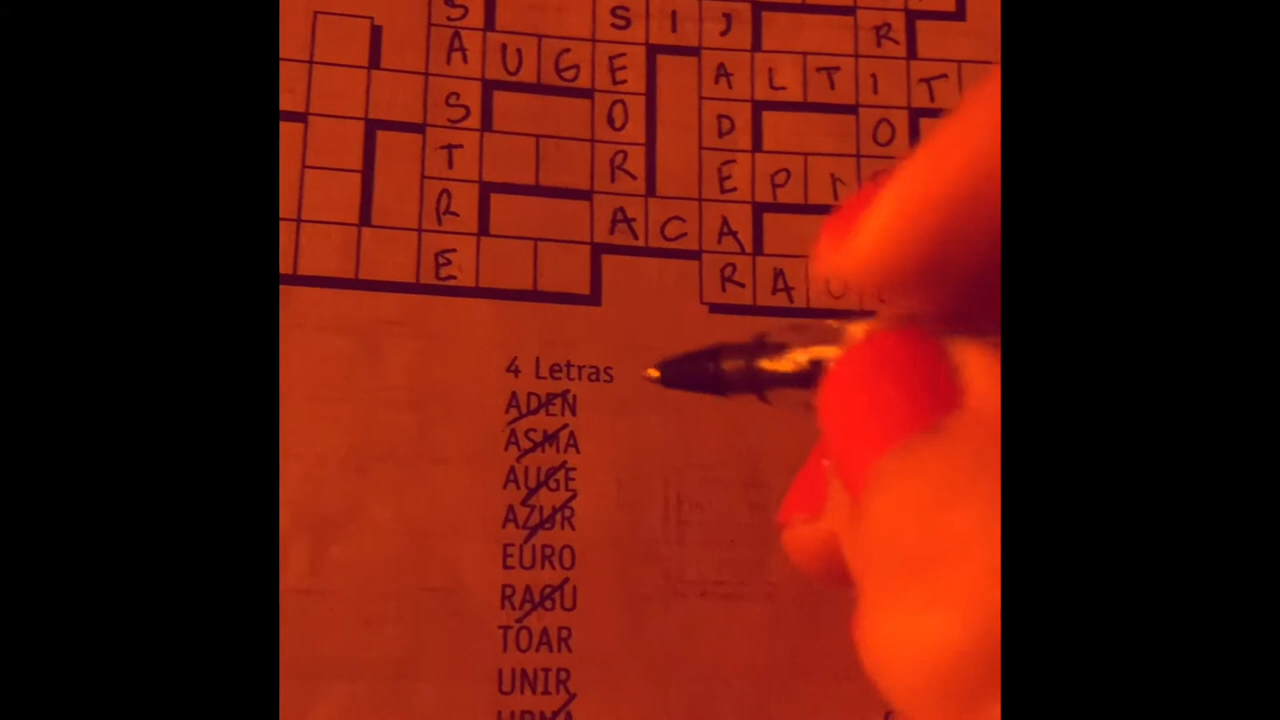 S S I J R
A U G E A L T I T
S O D O
T R E P I
R A C A
E R A
4 Letras
ADEN
ASMA
AUGE
AZUR
EURO
RAGU
TOAR
UNIR